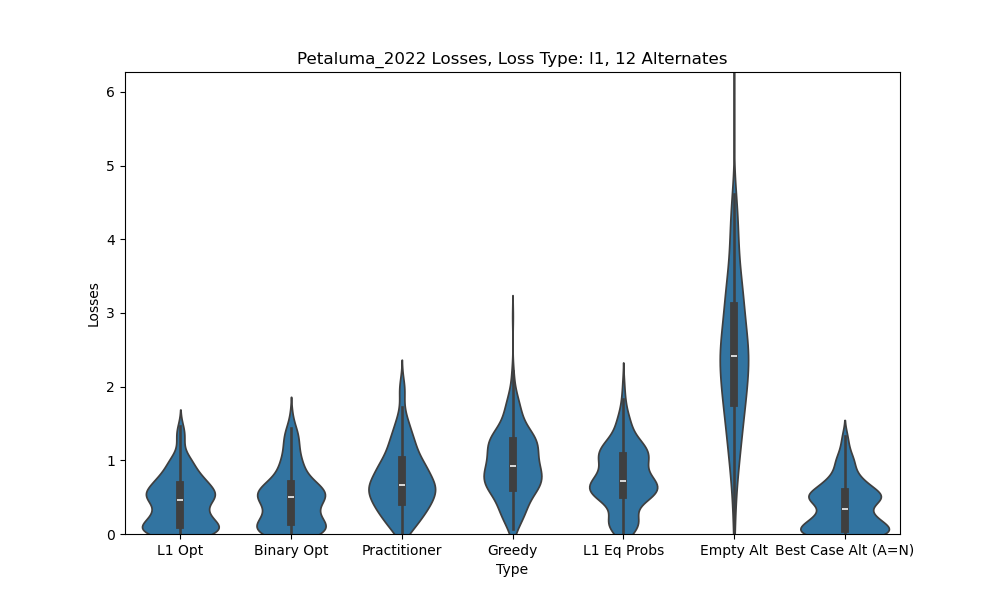 Petaluma_2022 Losses, Loss Type: l1, 12 Alternates
6
5
4
3
2
1
0
Losses
L1 Opt
Binary Opt
Practitioner
Greedy
L1 Eq Probs
Empty Alt
Best Case Alt (A=N)
Type